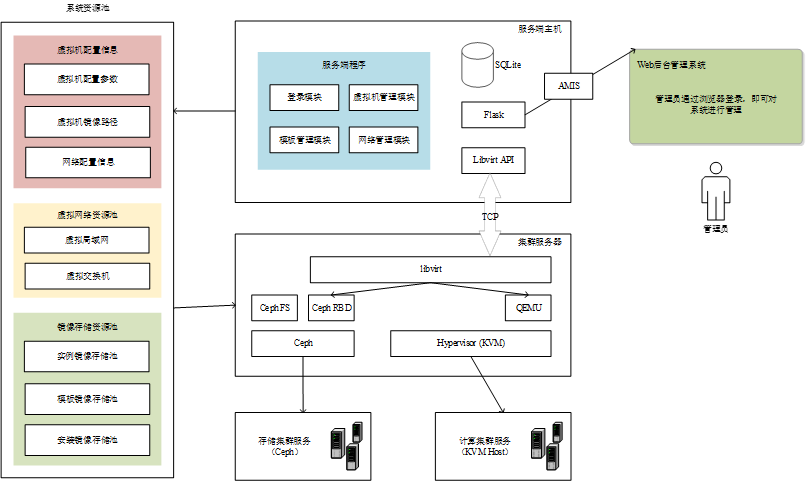 系统资源池
虚拟机配置信息
虚拟机配置参数
虚拟机镜像路径
网络配置信息
虚拟网络资源池
虚拟局域网
虚拟交换机
镜像存储资源池
实例镜像存储池
模板镜像存储池
安装镜像存储池
服务端主机
服务端程序
登录模块
虚拟机管理模块
模板管理模块
网络管理模块
SQLite
Flask
Libvirt API
AMIS
Web后台管理系统
管理员通过浏览器登录，即可对
系统进行管理
管理员
TCP
集群服务器
libvirt
Ceph FS
Ceph RBD
QEMU
Ceph
Hypervisor (KVM)
存储集群服务
（Ceph）
计算集群服务
（KVM Host）